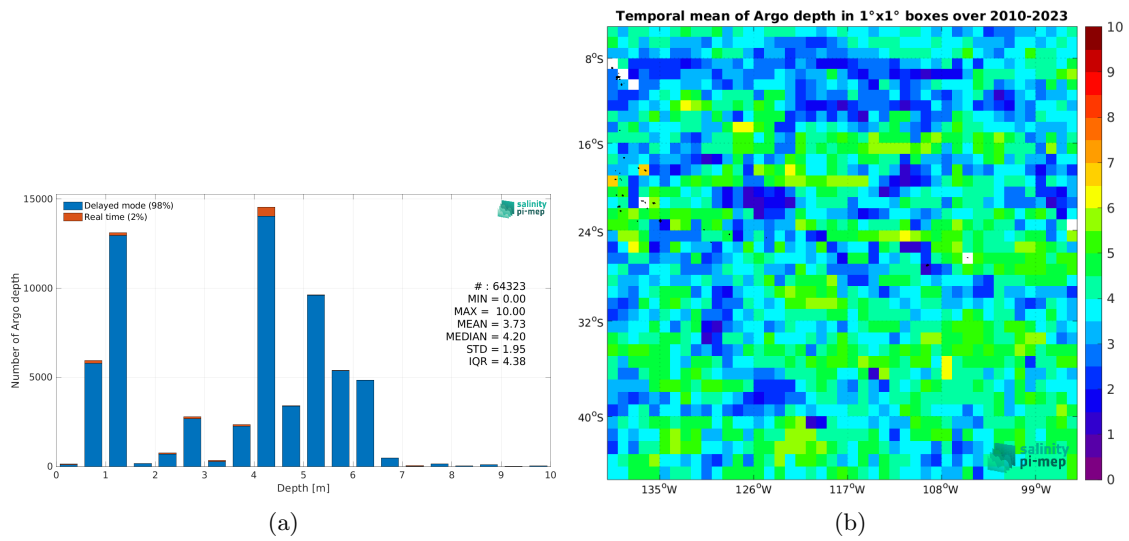 Temporal mean of Argo depth in 1°x1° boxes over 2010-2023
15000
10000
5000
0
Number of Argo depth
Delayed mode (98%)
Real time (2%)
salinity
pi-mep
# : 64323
MIN = 0.00
MAX = 10.00
MEAN = 3.73
MEDIAN = 4.20
STD = 1.95
IQR = 4.38
0 1 2 3 4 5 6 7 8 9 10
Depth [m]
(a)
8°S
16°S
24°S
32°S
40°S
135°W 126°W 117°W 108°W 99°W
salinity
pi-mep
10
9
8
7
6
5
4
3
2
1
0
(b)